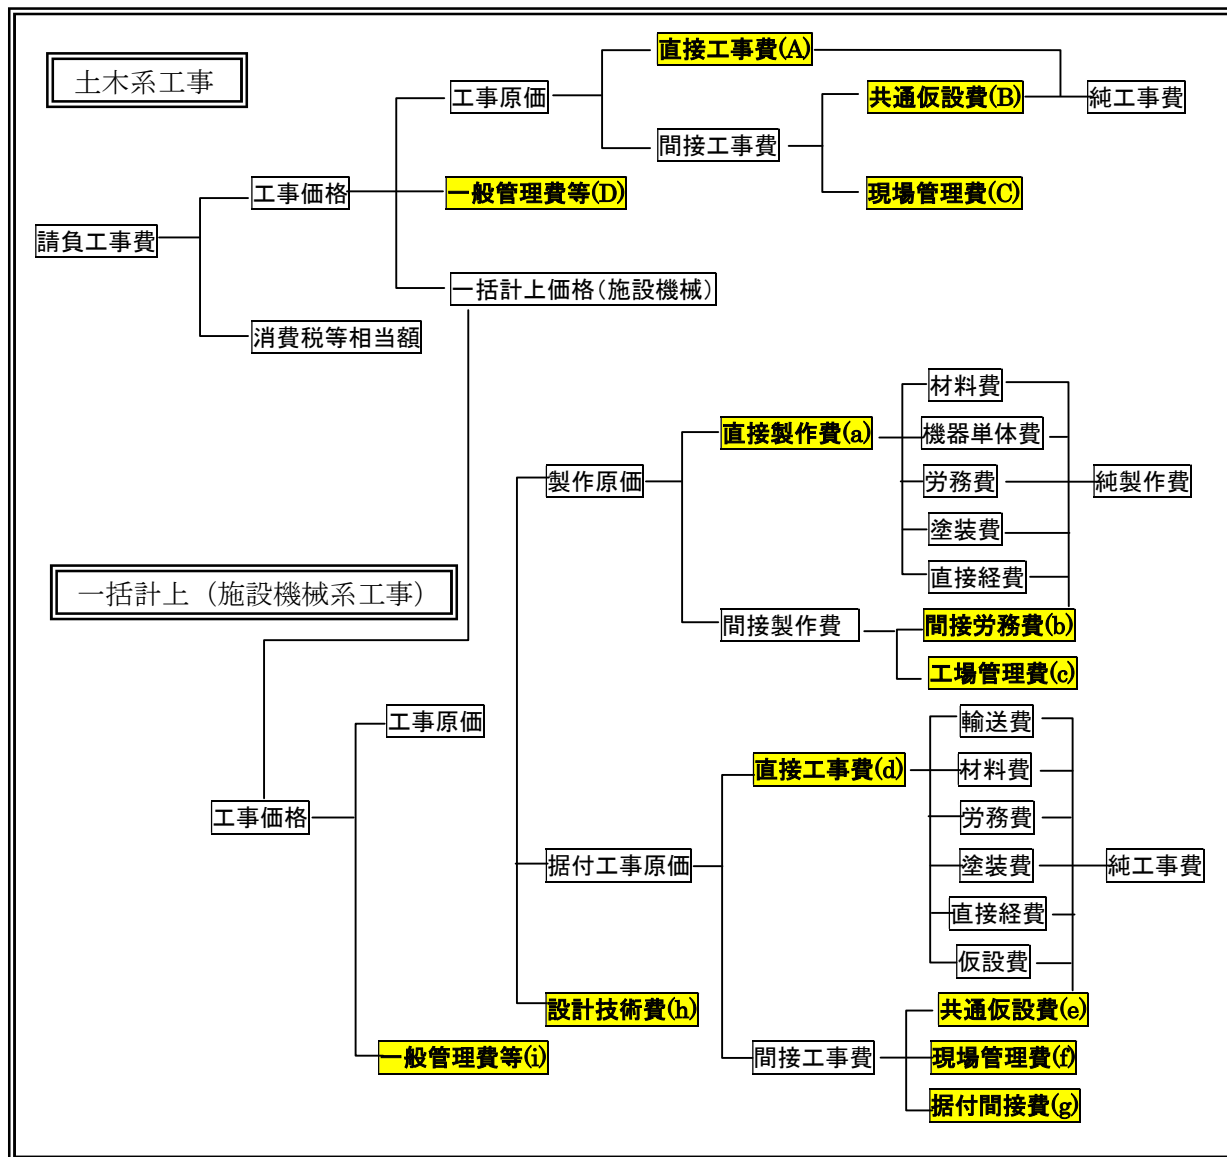 土木系工事
直接工事費(A)
工事原価
共通仮設費(B)
純工事費
間接工事費
工事価格
一般管理費等(D)
現場管理費(C)
請負工事費
一括計上価格（施設機械）
消費税等相当額
材料費
直接製作費(a)
機器単体費
製作原価
労務費
純製作費
塗装費
一括計上（施設機械系工事）
直接経費
間接製作費
間接労務費(b)
工場管理費(c)
工事原価
輸送費
直接工事費(d)
材料費
工事価格
労務費
据付工事原価
塗装費
純工事費
直接経費
仮設費
設計技術費(h)
共通仮設費(e)
一般管理費等(i)
間接工事費
現場管理費(f)
据付間接費(g)